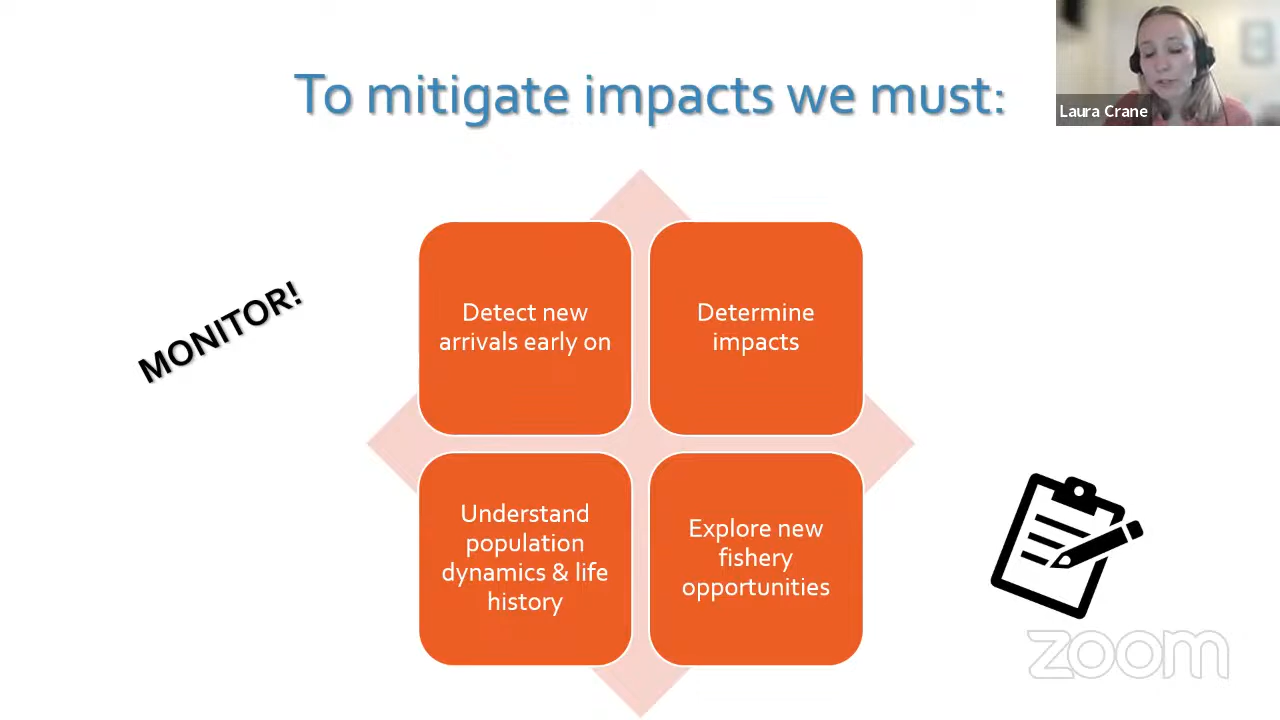 To mitigate impacts we must:
Laura Crane
MONITOR!
Detect new
arrivals early on
Determine
impacts
Understand
population
dynamics & life
history
Explore new
fishery
opportunities
zoom